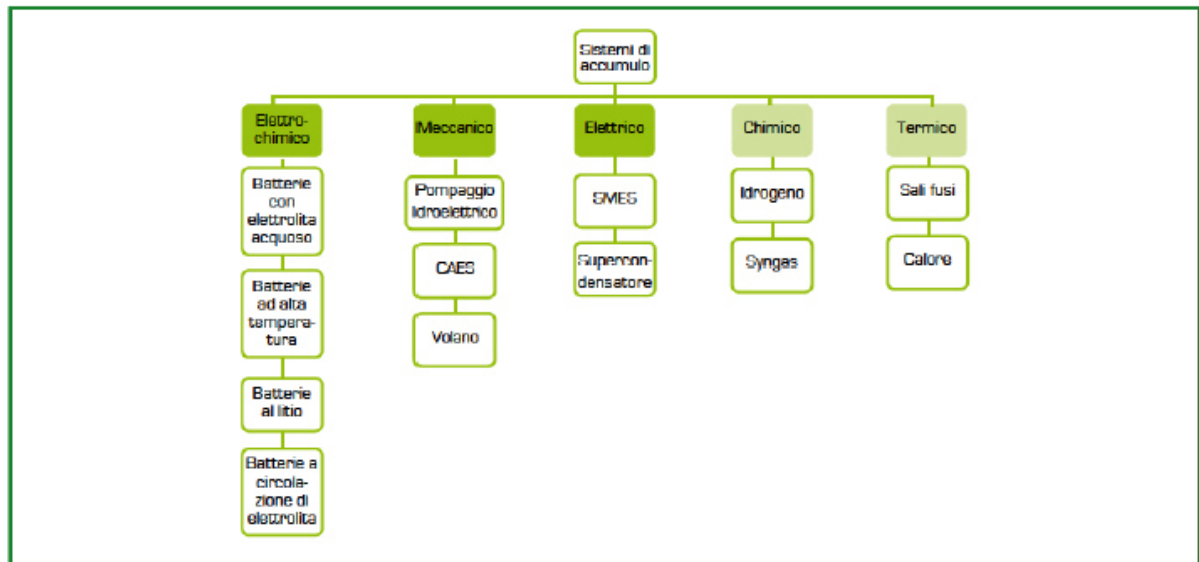 Sistemi di
accumulo
Elettro-
chimico
Meccanico
Elettrico
Chimico
Termico
Batterie
con
elettrolita
acquoso
Batterie
ad alta
tempera-
tura
Batterie
al litio
Batterie a
circola-
zione di
elettrolita
Pompaggio
Idroelettrico
CAES
Volano
SMES
Supercon-
densatore
Idrogeno
Syngas
Sali fusi
Calore